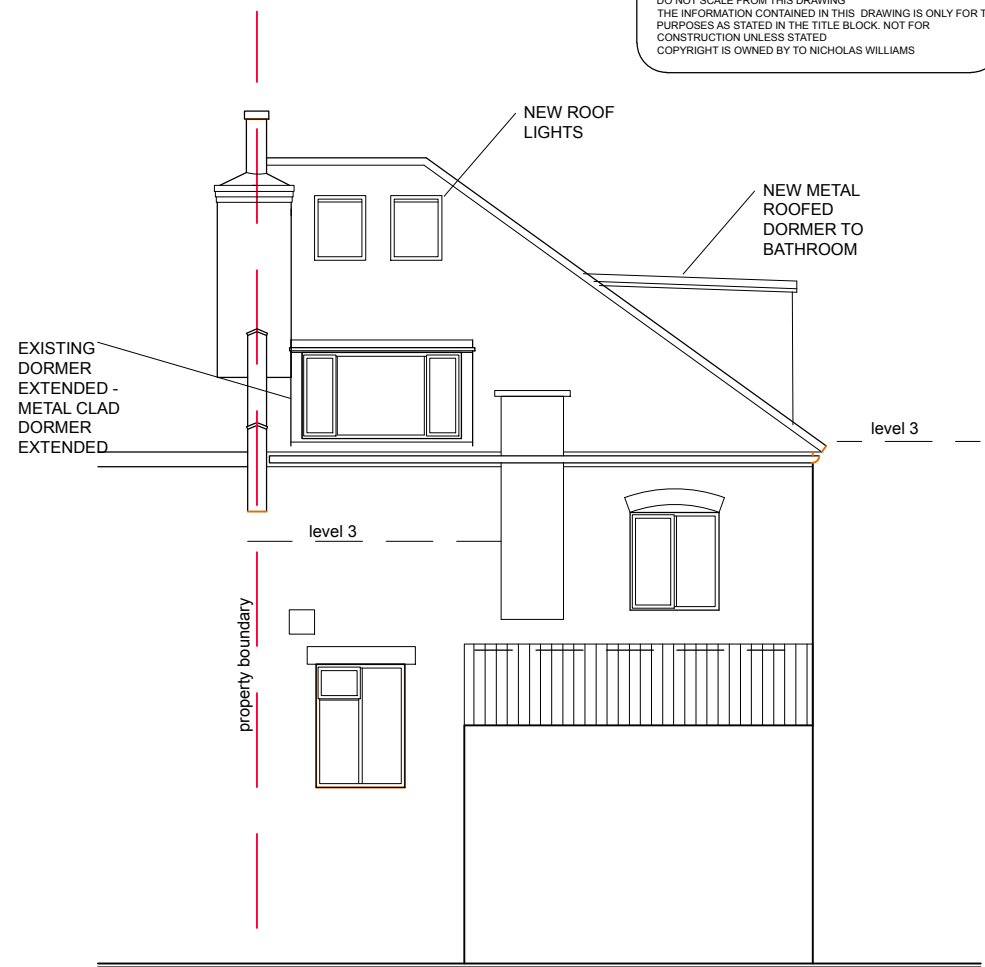 DO NOT SCALE FROM THIS DRAWING
THE INFORMATION CONTAINED IN THIS DRAWING IS ONLY FOR T
PURPOSES AS STATED IN THE TITLE BLOCK. NOT FOR
CONSTRUCTION UNLESS STATED
COPYRIGHT IS OWNED BY TO NICHOLAS WILLIAMS
NEW ROOF
LIGHTS
NEW METAL
ROOFED
DORMER TO
BATHROOM
EXISTING
DORMER
EXTENDED -
METAL CLAD
DORMER
EXTENDED
level 3
level 3
property boundary